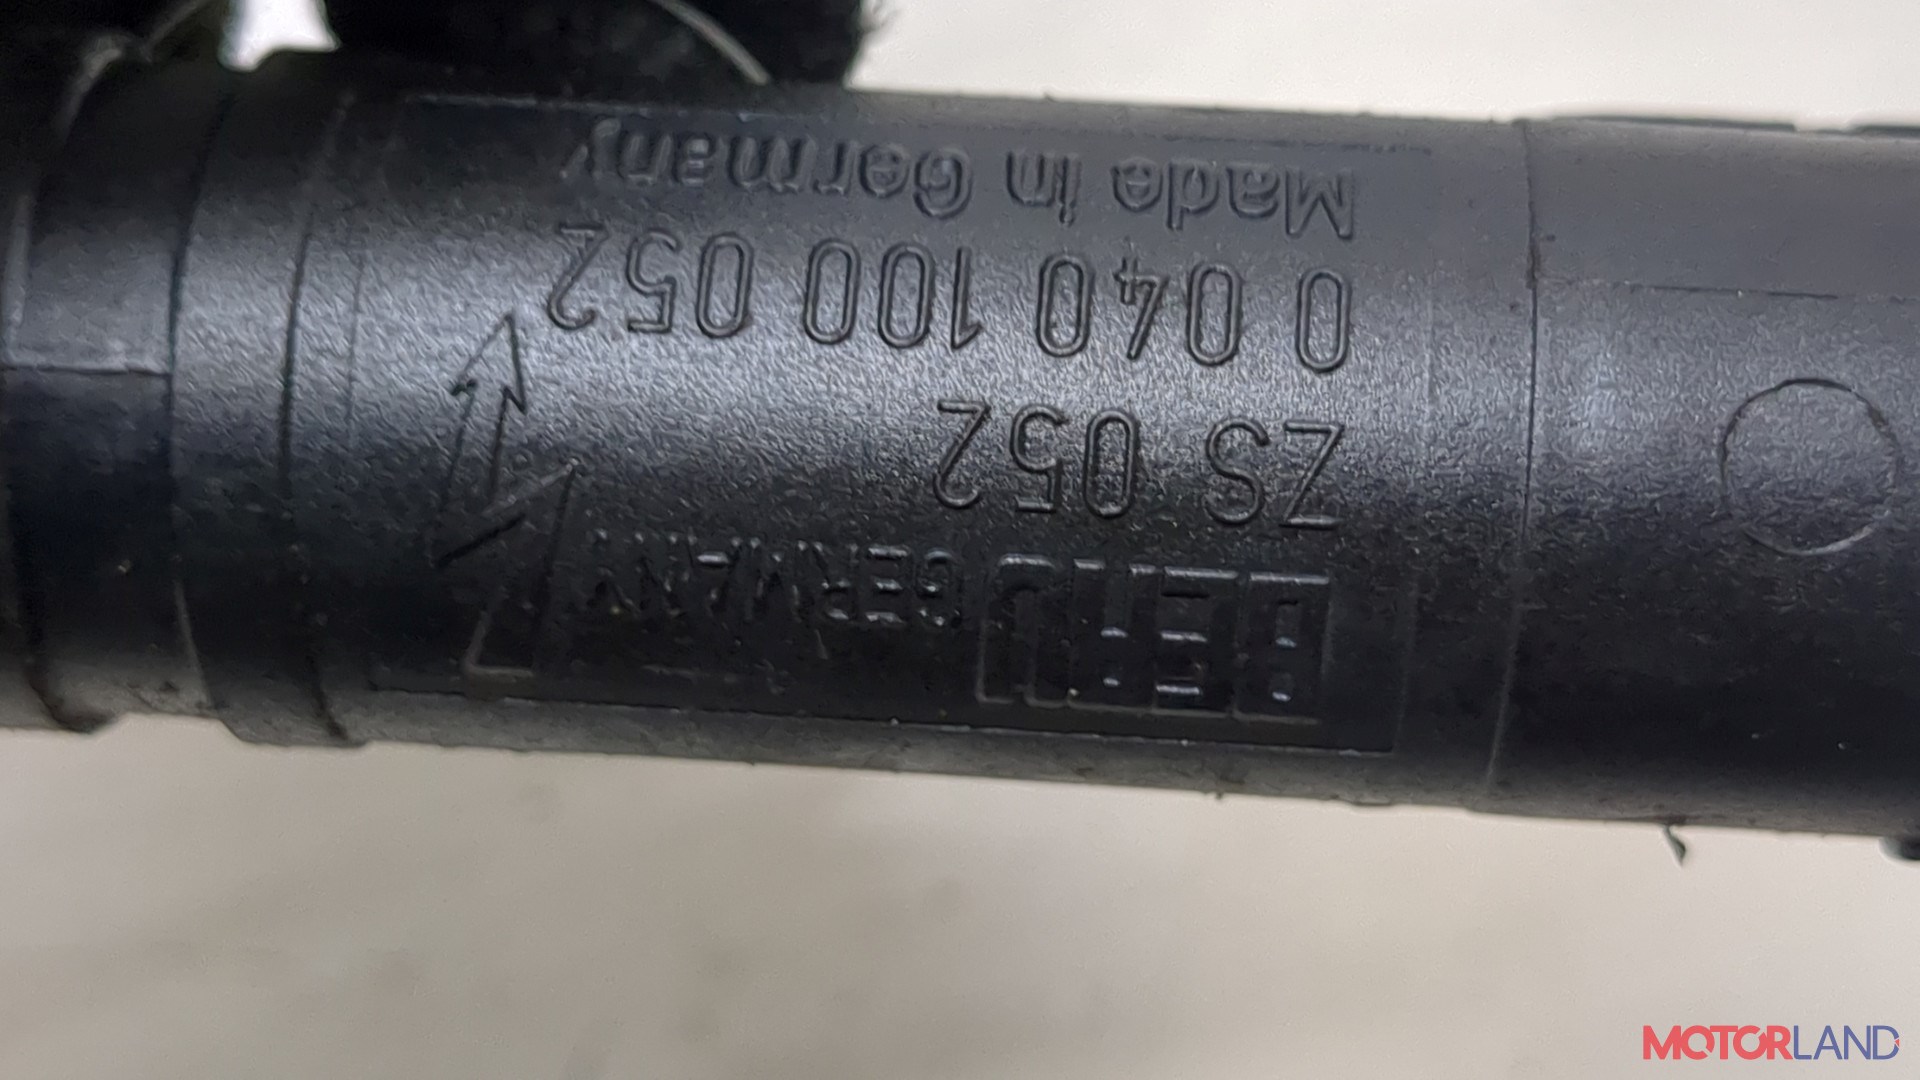 BERU GERMANY
ZS 052
0 040 100 052
Made in Germany
MOTORLAND